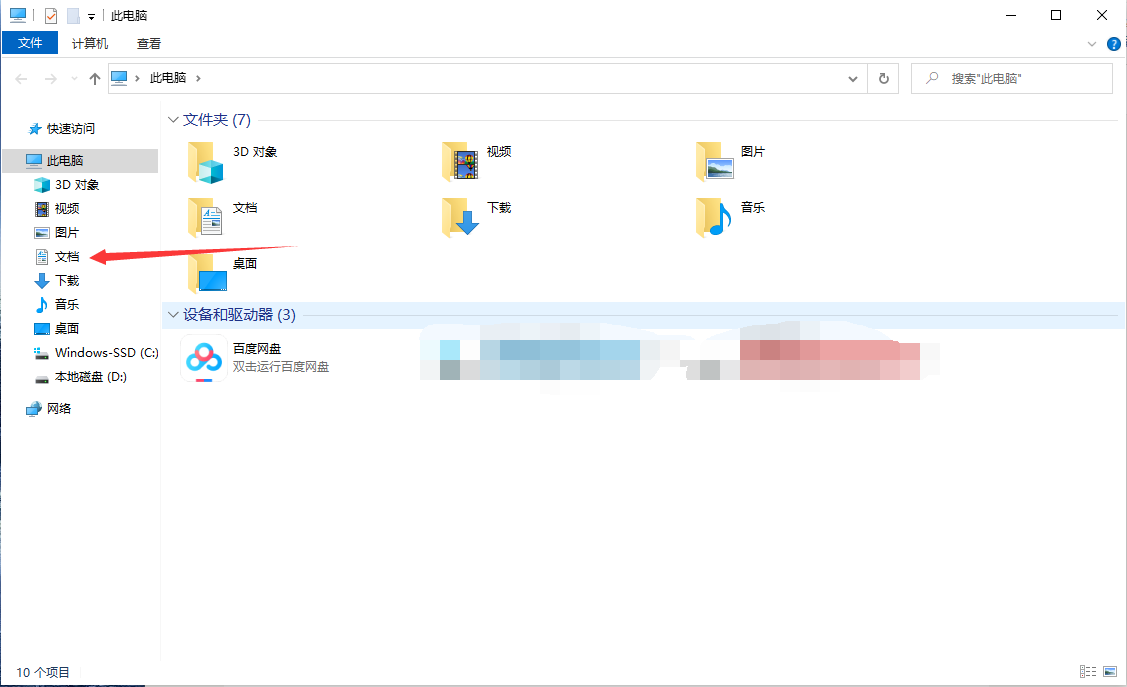 此电脑
文件 计算机 查看
此电脑
搜索"此电脑"
快速访问
此电脑
3D 对象
视频
图片
文档
下载
音乐
桌面
Windows-SSD (C:)
本地磁盘 (D:)
网络
文件夹 (7)
3D 对象
视频
图片
文档
下载
音乐
桌面
设备和驱动器 (3)
百度网盘
双击运行百度网盘
10 个项目